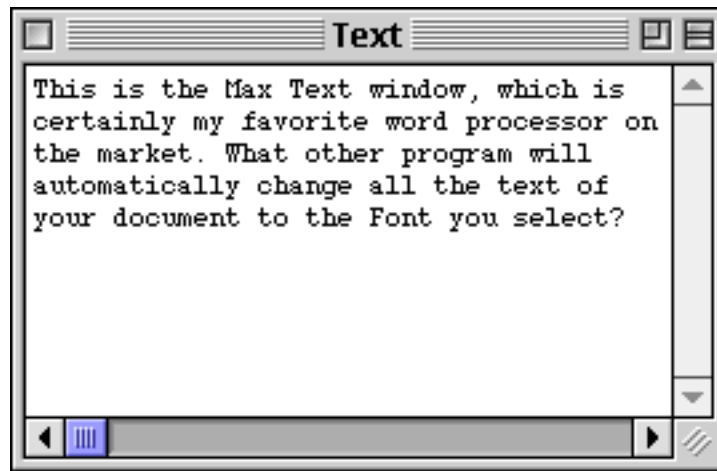 Text
This is the Max Text window, which is
certainly my favorite word processor on
the market. What other program will
automatically change all the text of
your document to the Font you select?